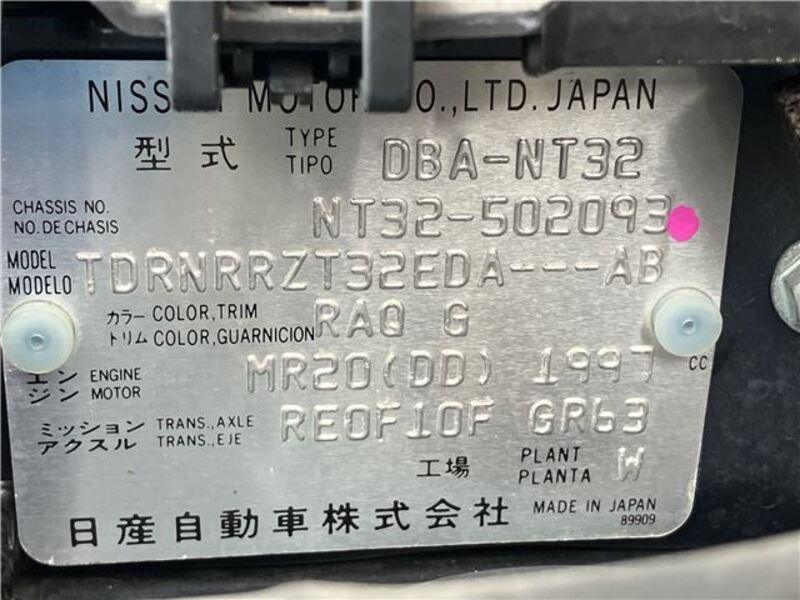 NISSAN MOTOR CO.,LTD. JAPAN
型式 TYPE TIPO DBA-NT32
CHASSIS NO. NO. DE CHASIS NT32-502093
MODEL MODELO TDRNRRZT32EDA---AB
カラー COLOR,TRIM トリム COLOR,GUARNICION RAQ G
エン ENGINE ジン MOTOR MR20(DD) 1997 CC
ミッション TRANS.,AXLE アクスル TRANS.,EJE RE0F10F GR63
工場 PLANT PLANTA W
日産自動車株式会社 MADE IN JAPAN
89909